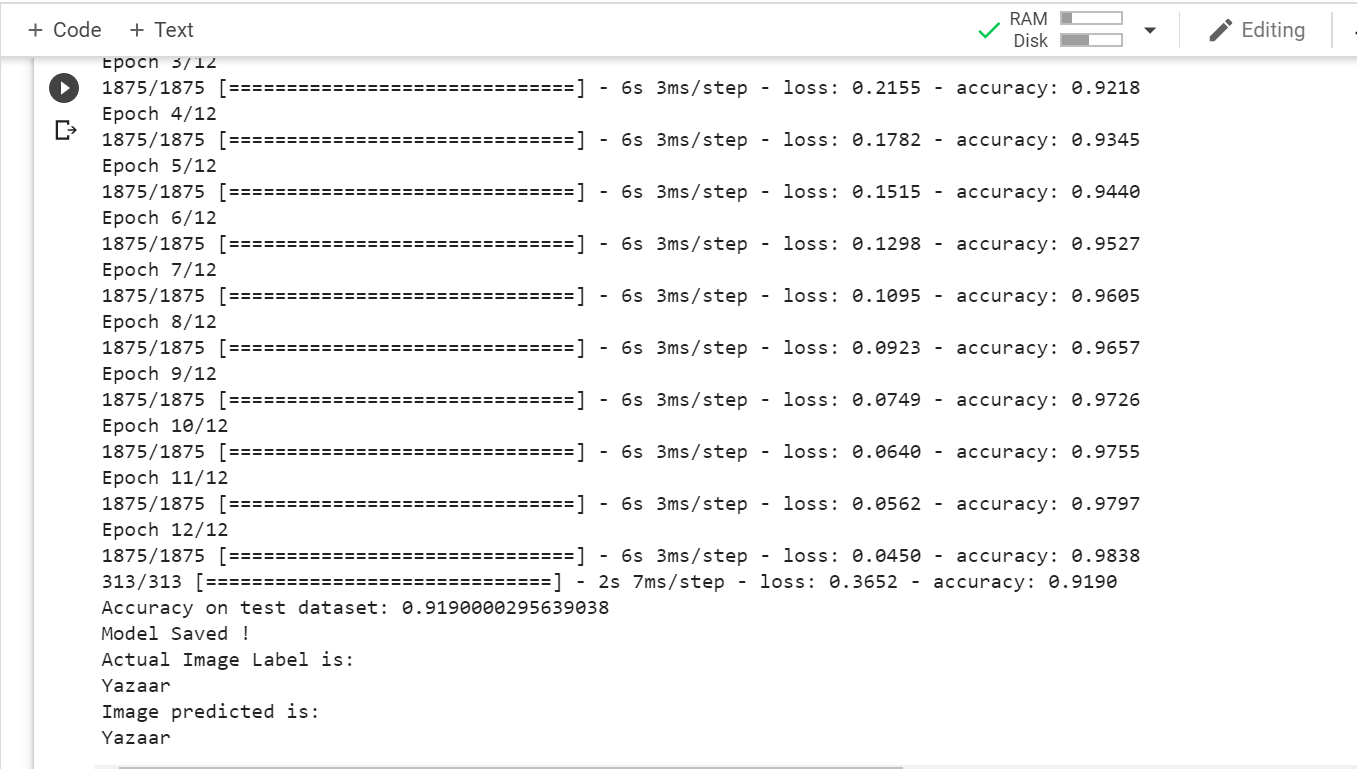 + Code + Text
RAM
Disk
Editing
Epoch 3/12
1875/1875 [==============================] - 6s 3ms/step - loss: 0.2155 - accuracy: 0.9218
Epoch 4/12
1875/1875 [==============================] - 6s 3ms/step - loss: 0.1782 - accuracy: 0.9345
Epoch 5/12
1875/1875 [==============================] - 6s 3ms/step - loss: 0.1515 - accuracy: 0.9440
Epoch 6/12
1875/1875 [==============================] - 6s 3ms/step - loss: 0.1298 - accuracy: 0.9527
Epoch 7/12
1875/1875 [==============================] - 6s 3ms/step - loss: 0.1095 - accuracy: 0.9605
Epoch 8/12
1875/1875 [==============================] - 6s 3ms/step - loss: 0.0923 - accuracy: 0.9657
Epoch 9/12
1875/1875 [==============================] - 6s 3ms/step - loss: 0.0749 - accuracy: 0.9726
Epoch 10/12
1875/1875 [==============================] - 6s 3ms/step - loss: 0.0640 - accuracy: 0.9755
Epoch 11/12
1875/1875 [==============================] - 6s 3ms/step - loss: 0.0562 - accuracy: 0.9797
Epoch 12/12
1875/1875 [==============================] - 6s 3ms/step - loss: 0.0450 - accuracy: 0.9838
313/313 [==============================] - 2s 7ms/step - loss: 0.3652 - accuracy: 0.9190
Accuracy on test dataset: 0.9190000295639038
Model Saved !
Actual Image Label is:
Yazaar
Image predicted is:
Yazaar